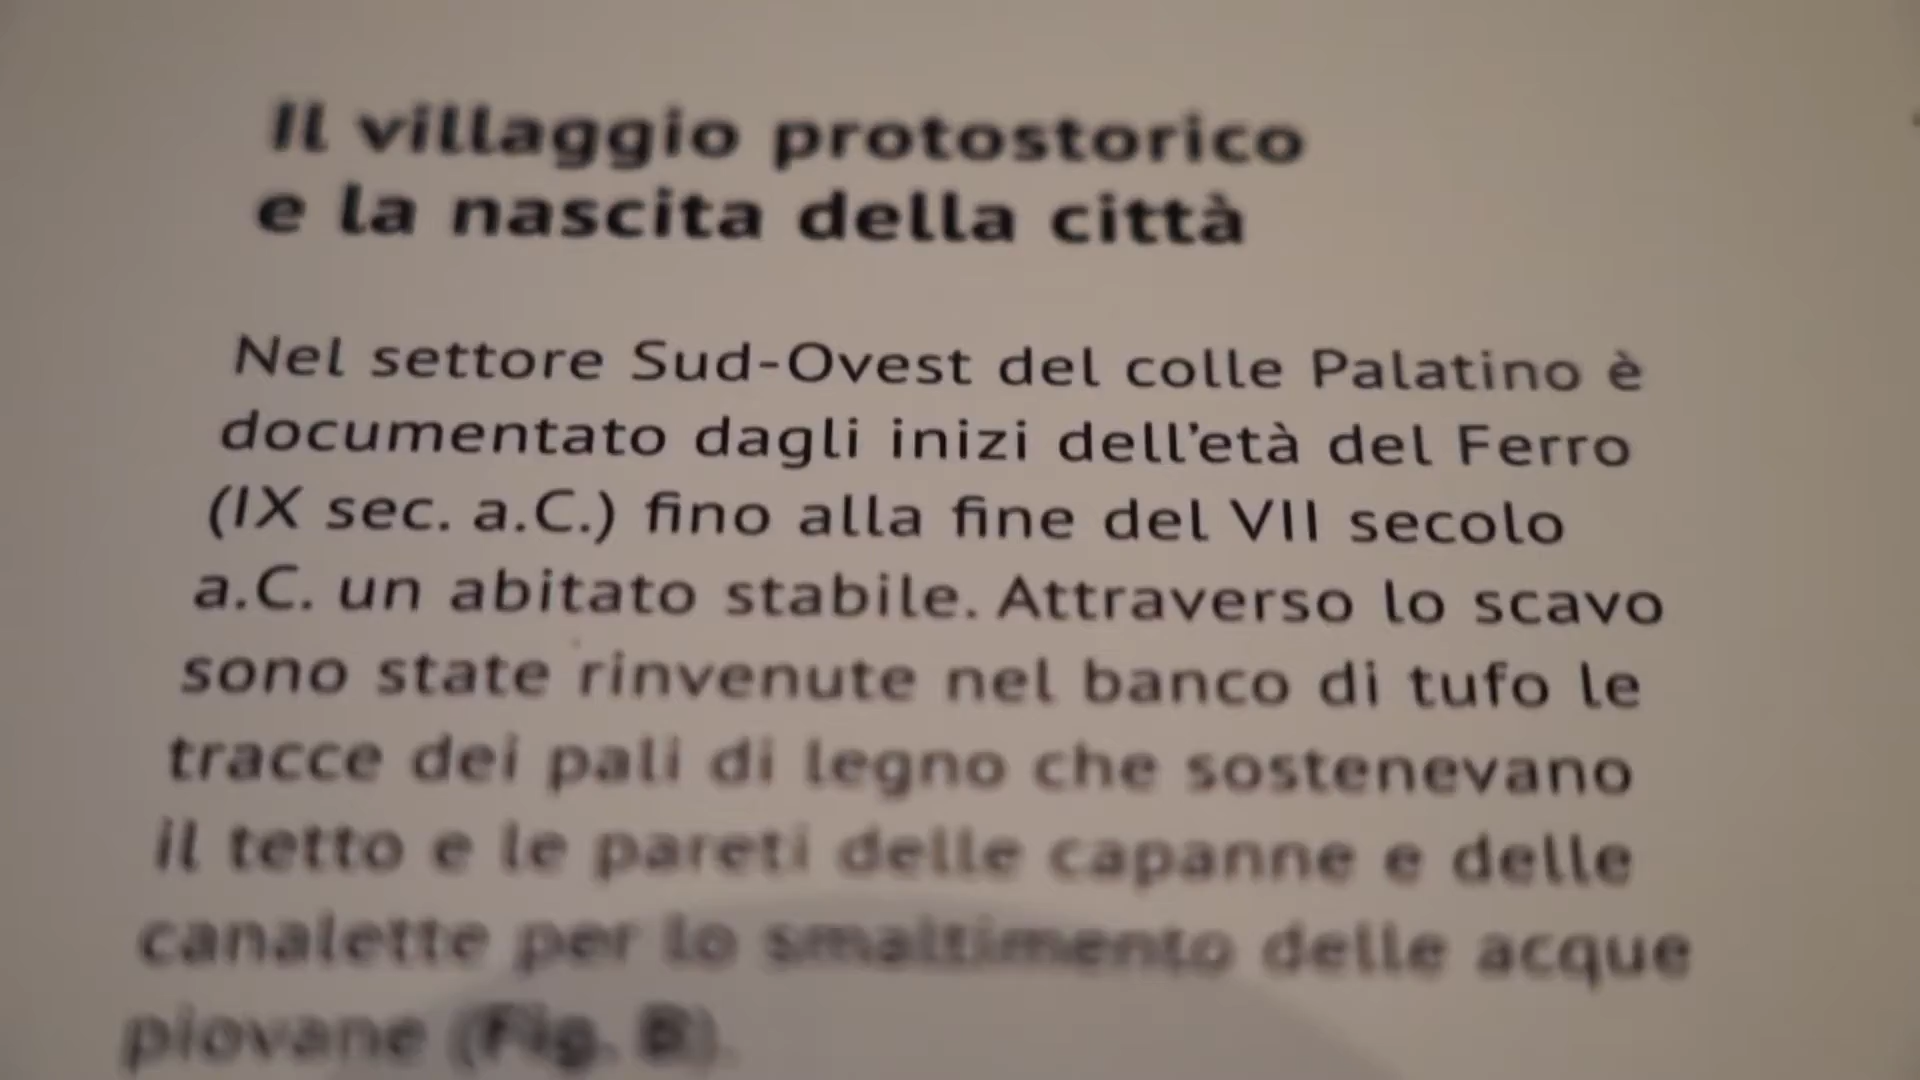 Il villaggio protostorico
e la nascita della città
Nel settore Sud-Ovest del colle Palatino è
documentato dagli inizi dell'età del Ferro
(IX sec. a.C.) fino alla fine del VII secolo
a.C. un abitato stabile. Attraverso lo scavo
sono state rinvenute nel banco di tufo le
tracce dei pali di legno che sostenevano
il tetto e le pareti delle capanne e delle
canalette per lo smaltimento delle acque
piovane (Fig. B).